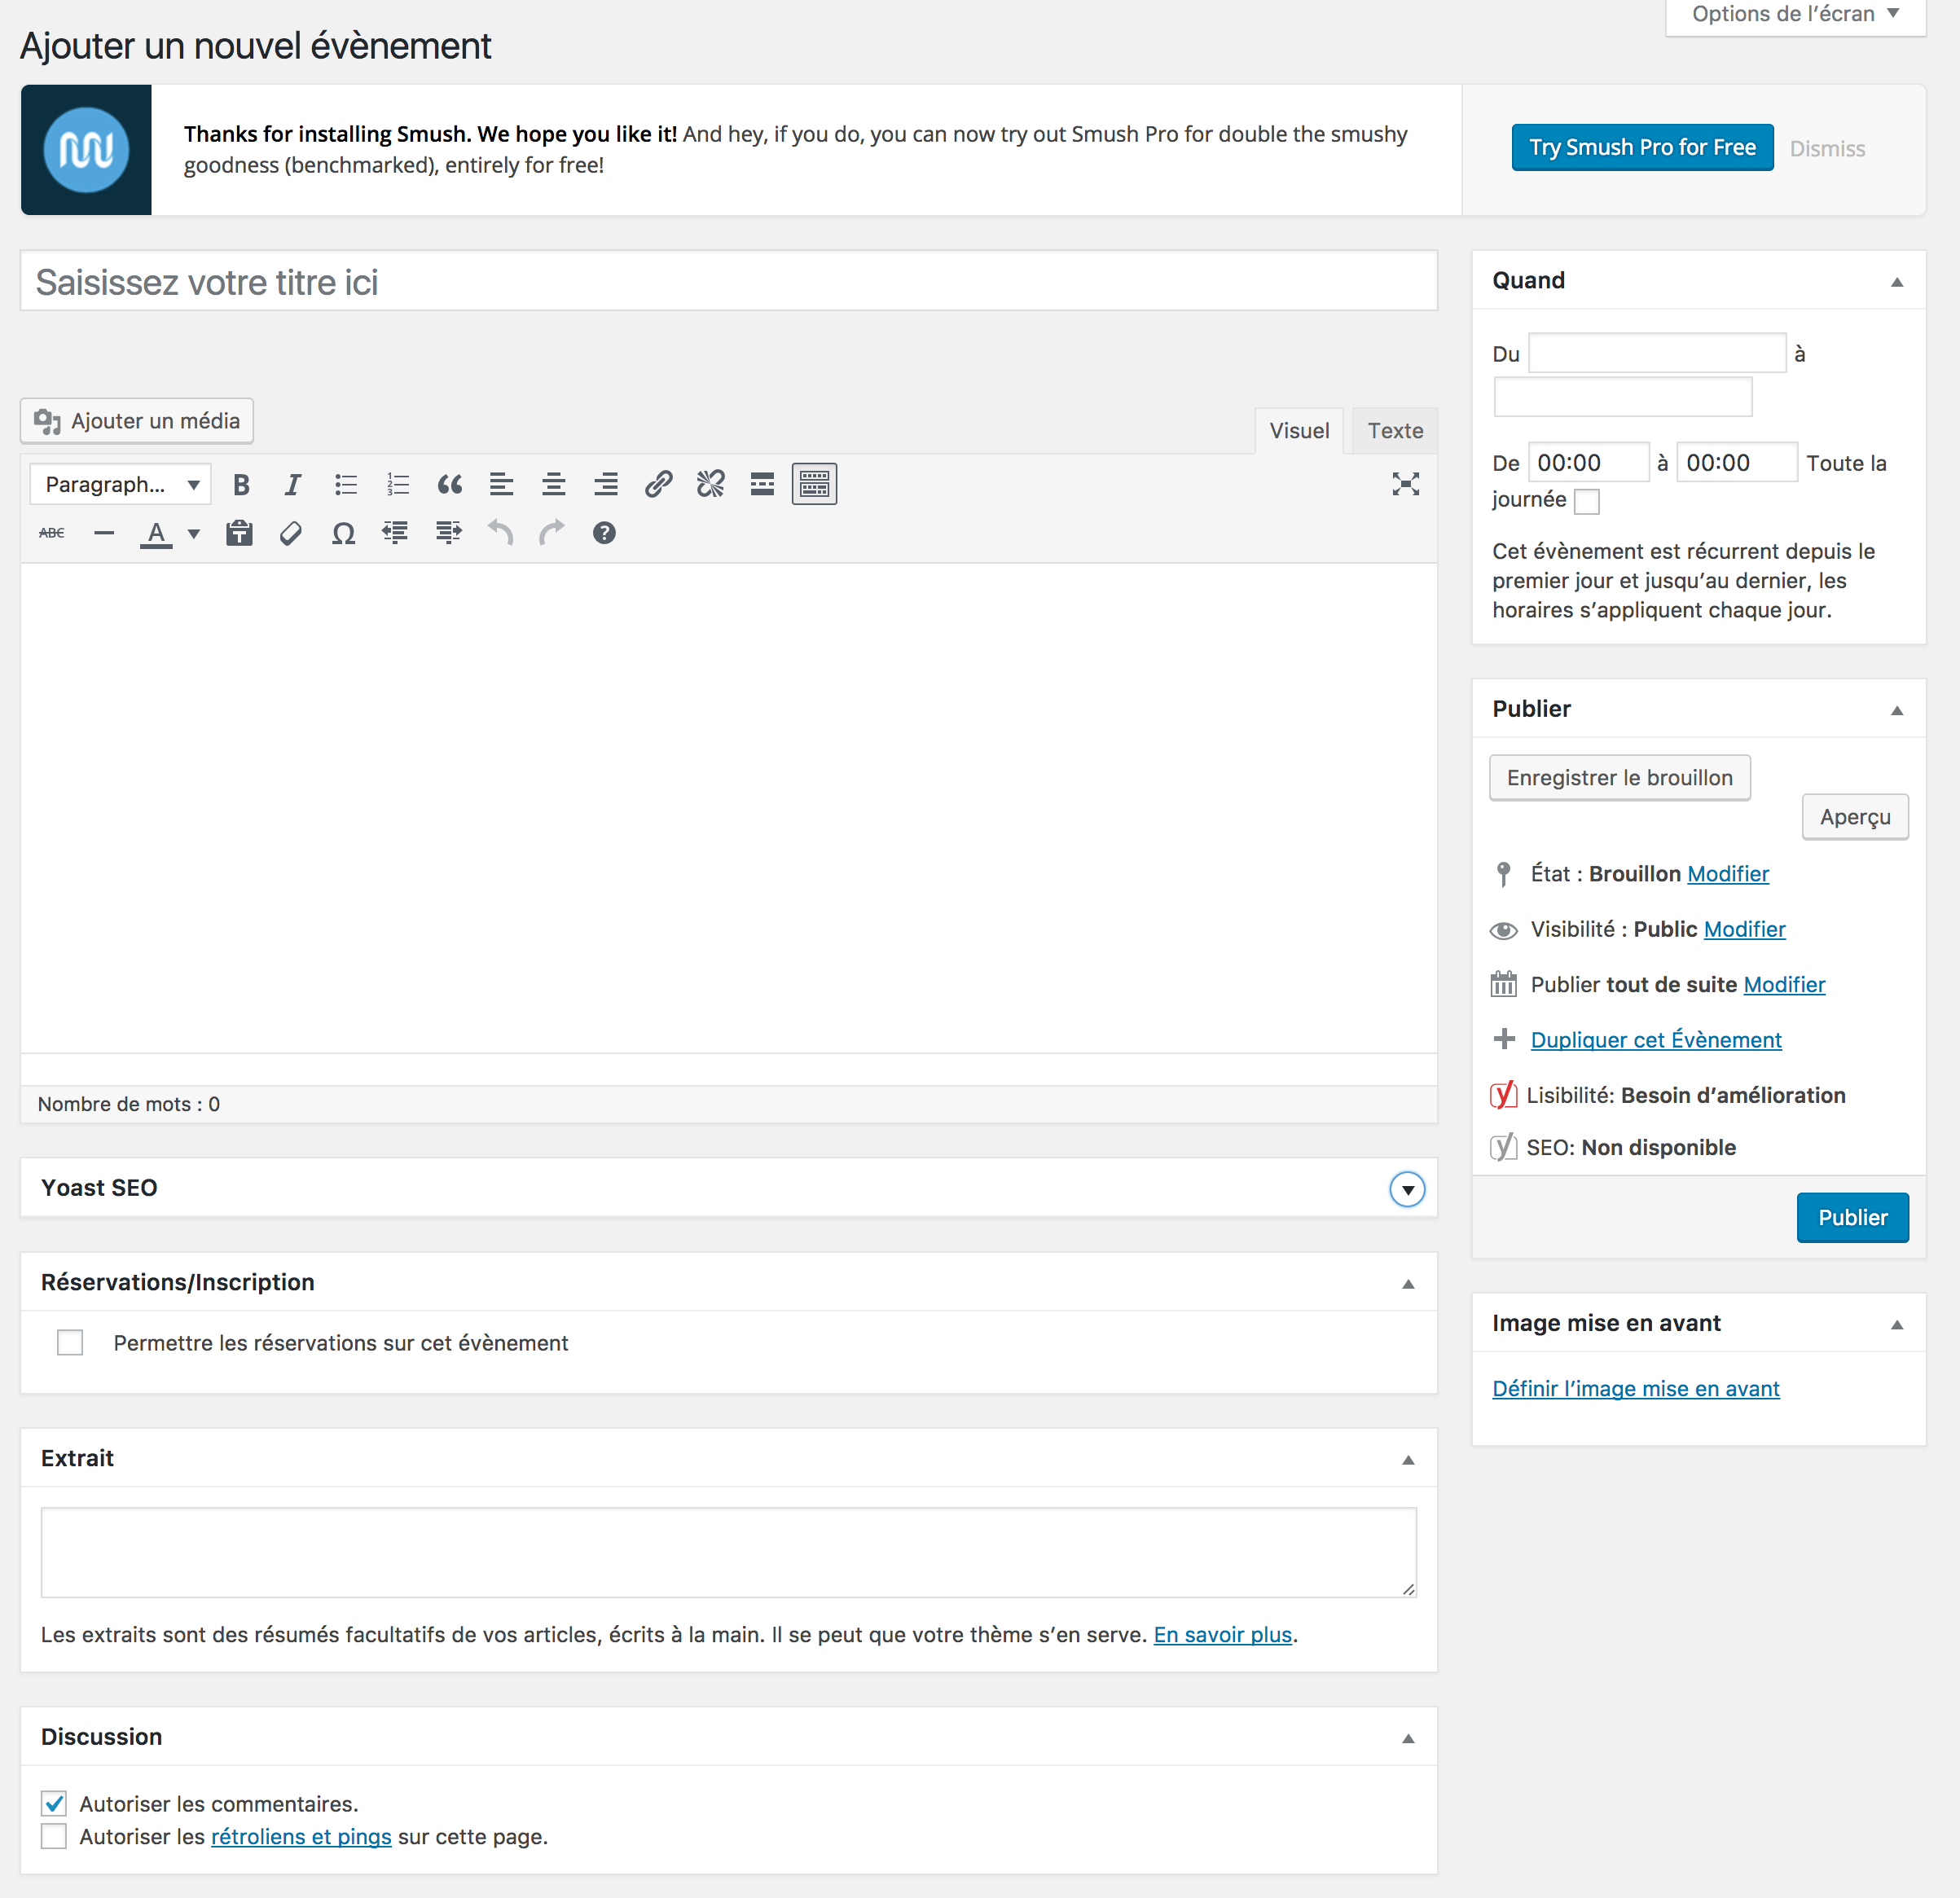 Options de l’écran
Ajouter un nouvel évènement
Thanks for installing Smush. We hope you like it! And hey, if you do, you can now try out Smush Pro for double the smushy
goodness (benchmarked), entirely for free!
Try Smush Pro for Free
Dismiss
Saisissez votre titre ici
Ajouter un média
Visuel
Texte
Paragraph...
B I
ABC
A
Nombre de mots : 0
Yoast SEO
Réservations/Inscription
Permettre les réservations sur cet évènement
Extrait
Les extraits sont des résumés facultatifs de vos articles, écrits à la main. Il se peut que votre thème s’en serve. En savoir plus.
Discussion
Autoriser les commentaires.
Autoriser les rétroliens et pings sur cette page.
Quand
Du à
De 00:00 à 00:00 Toute la
journée
Cet évènement est récurrent depuis le
premier jour et jusqu’au dernier, les
horaires s’appliquent chaque jour.
Publier
Enregistrer le brouillon
Aperçu
État : Brouillon Modifier
Visibilité : Public Modifier
Publier tout de suite Modifier
Dupliquer cet Évènement
Lisibilité: Besoin d’amélioration
SEO: Non disponible
Publier
Image mise en avant
Définir l’image mise en avant